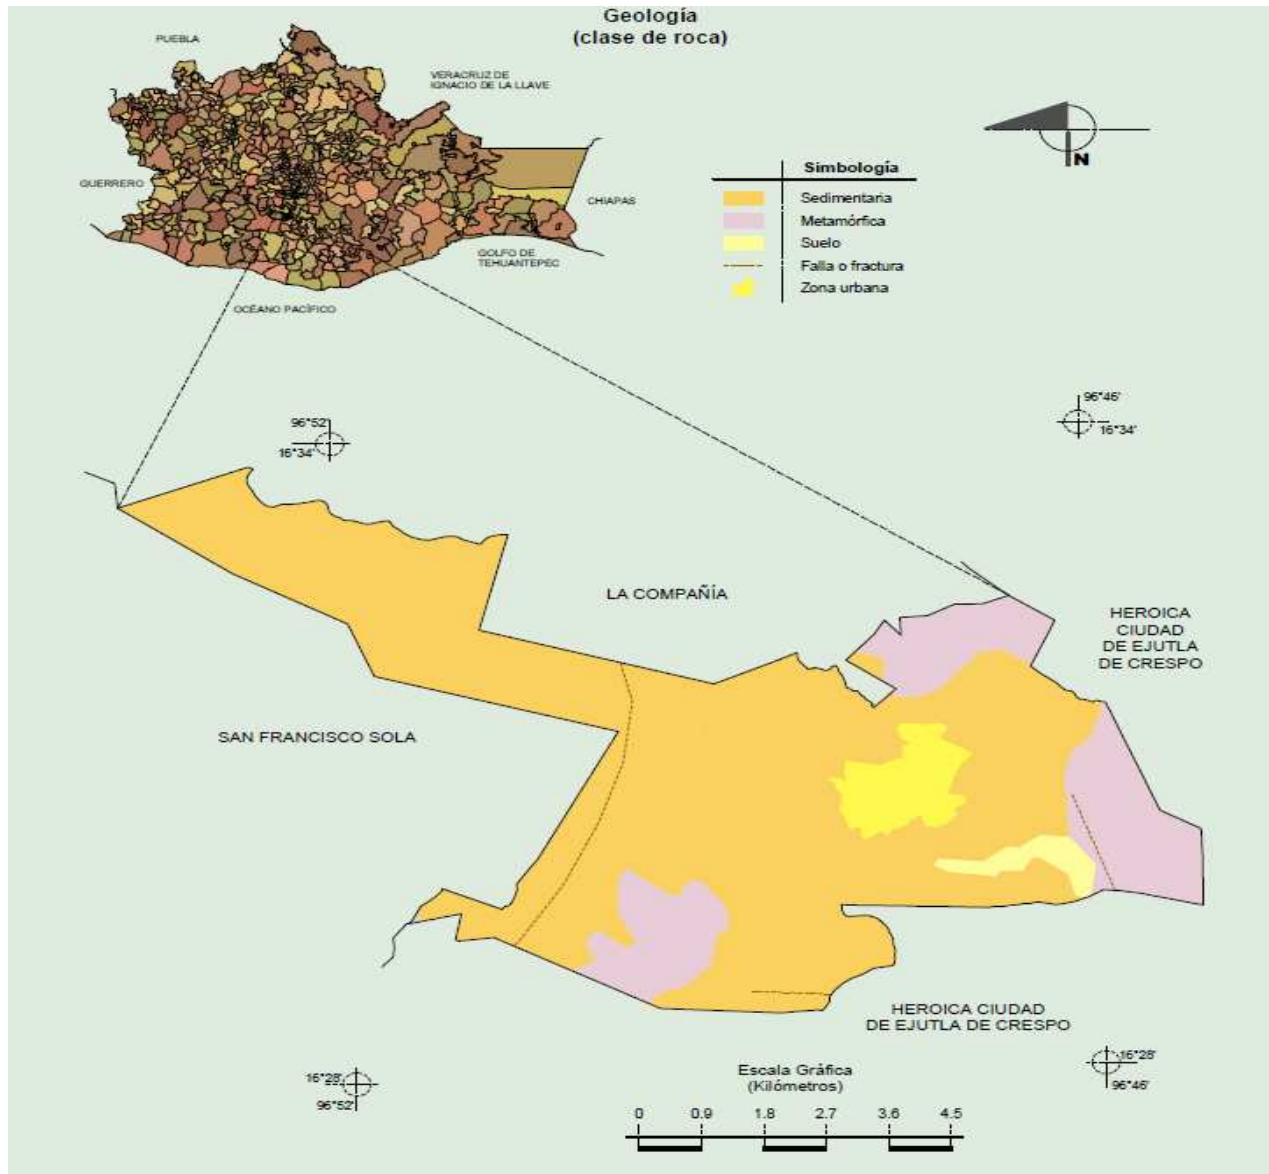 Geología
(clase de roca)
PUEBLA
VERACRUZ DE
IGNACIO DE LA LLAVE
GUERRERO
CHIAPAS
GOLFO DE
TEHUANTEPEC
OCÉANO PACÍFICO
N
Simbología
Sedimentaria
Metamórfica
Suelo
Falla o fractura
Zona urbana
96°52'
16°34'
96°46'
16°34'
LA COMPAÑÍA
HEROICA
CIUDAD
DE EJUTLA
DE CRESPO
SAN FRANCISCO SOLA
HEROICA CIUDAD
DE EJUTLA DE CRESPO
16°28'
96°52'
16°28'
96°46'
Escala Gráfica
(Kilómetros)
0 0.9 1.8 2.7 3.6 4.5